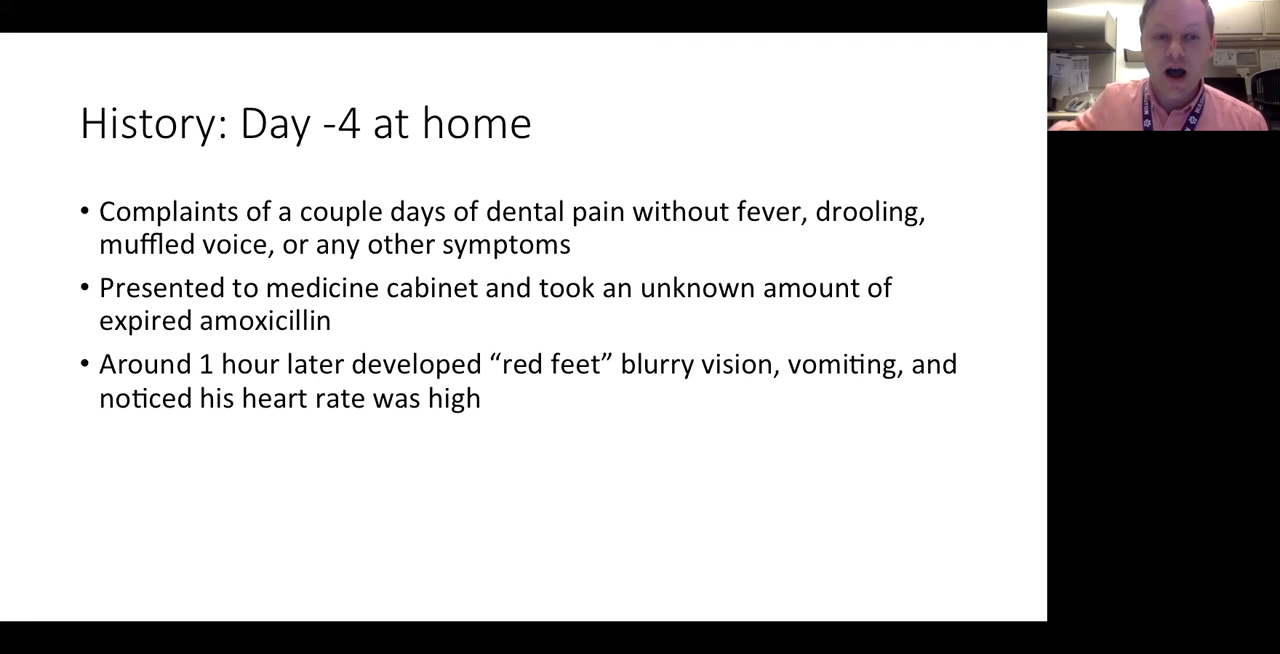 History: Day -4 at home
• Complaints of a couple days of dental pain without fever, drooling,
muffled voice, or any other symptoms
• Presented to medicine cabinet and took an unknown amount of
expired amoxicillin
• Around 1 hour later developed “red feet” blurry vision, vomiting, and
noticed his heart rate was high